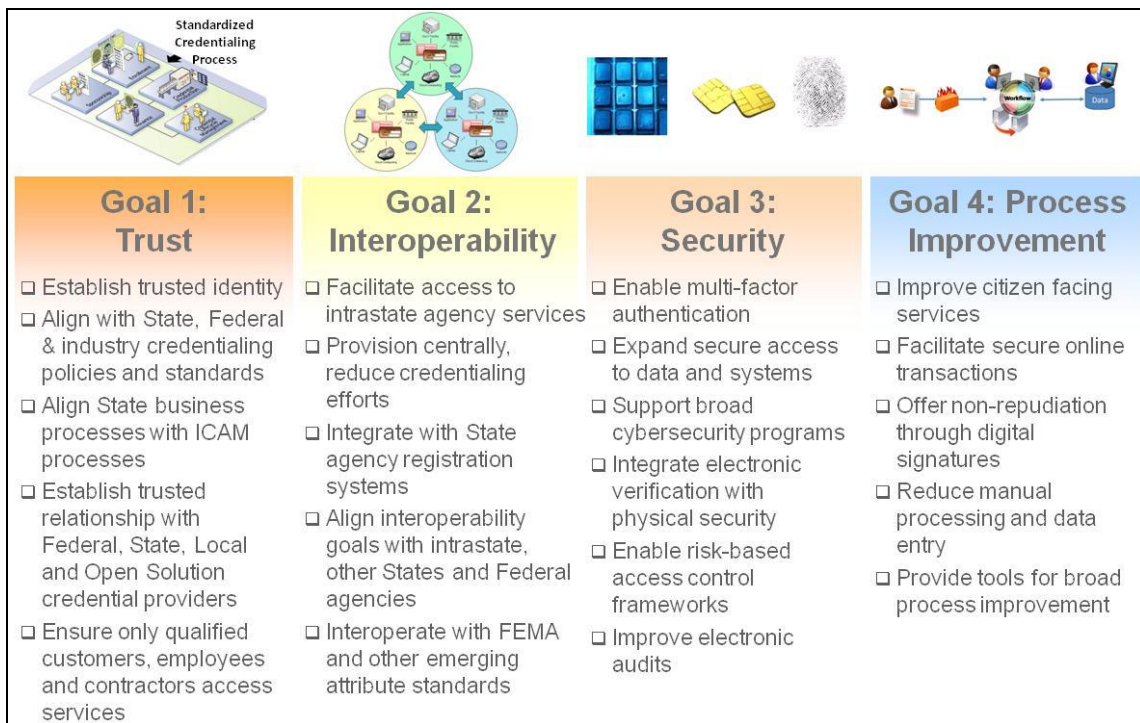 Standardized
Credentialing
Process
Workflow
Data
Goal 1:
Trust
❑ Establish trusted identity
❑ Align with State, Federal
& industry credentialing
policies and standards
❑ Align State business
processes with ICAM
processes
❑ Establish trusted
relationship with
Federal, State, Local
and Open Solution
credential providers
❑ Ensure only qualified
customers, employees
and contractors access
services
Goal 2:
Interoperability
❑ Facilitate access to
intrastate agency services
❑ Provision centrally,
reduce credentialing
efforts
❑ Integrate with State
agency registration
systems
❑ Align interoperability
goals with intrastate,
other States and Federal
agencies
❑ Interoperate with FEMA
and other emerging
attribute standards
Goal 3:
Security
❑ Enable multi-factor
authentication
❑ Expand secure access
to data and systems
❑ Support broad
cybersecurity programs
❑ Integrate electronic
verification with
physical security
❑ Enable risk-based
access control
frameworks
❑ Improve electronic
audits
Goal 4: Process
Improvement
❑ Improve citizen facing
services
❑ Facilitate secure online
transactions
❑ Offer non-repudiation
through digital
signatures
❑ Reduce manual
processing and data
entry
❑ Provide tools for broad
process improvement